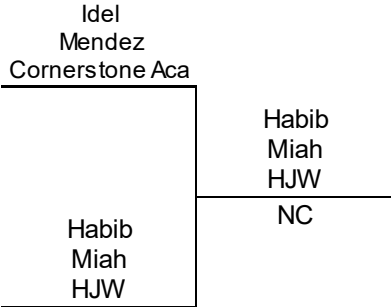 Idel
Mendez
Cornerstone Aca
Habib
Miah
HJW
NC
Habib
Miah
HJW